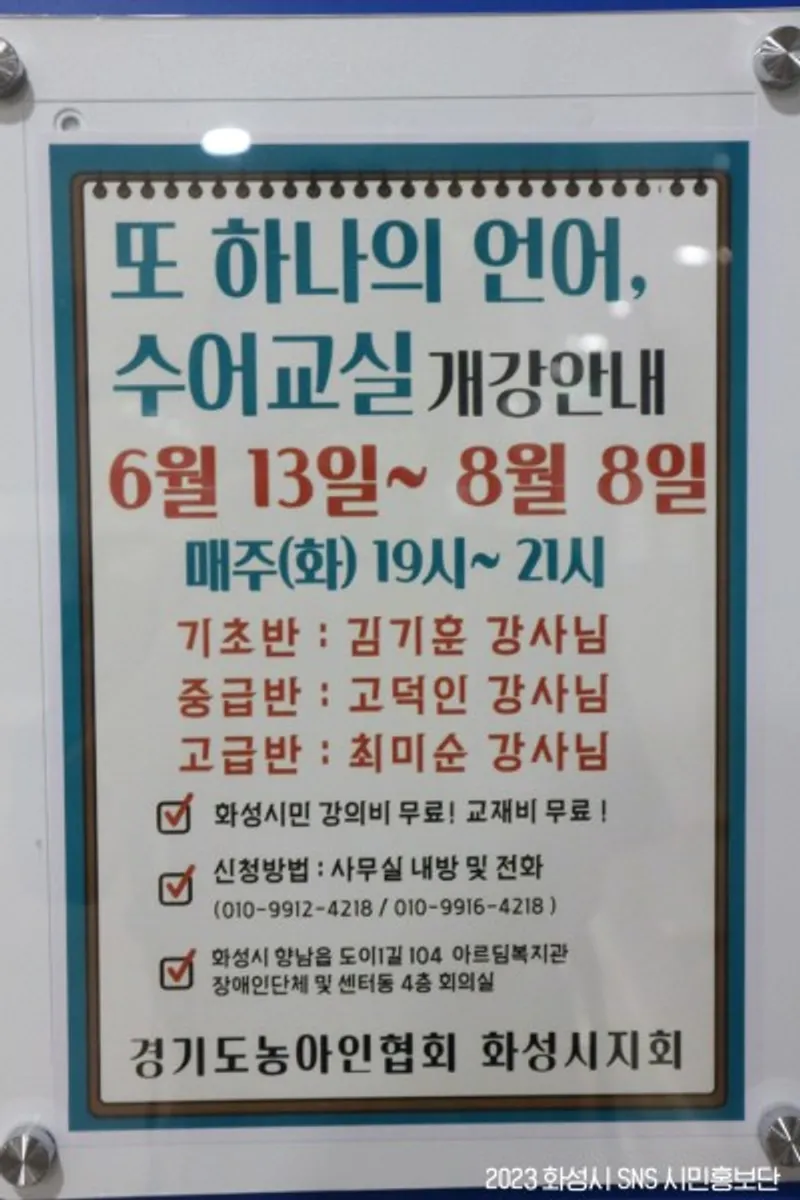 또 하나의 언어,
수어교실 개강안내
6월 13일~ 8월 8일
매주(화) 19시~ 21시
기초반 : 김기훈 강사님
중급반 : 고덕인 강사님
고급반 : 최미순 강사님
화성시민 강의비 무료! 교재비 무료 !
신청방법 : 사무실 내방 및 전화
(010-9912-4218 / 010-9916-4218 )
화성시 향남읍 도이1길 104 아르딤복지관
장애인단체 및 센터동 4층 회의실
경기도농아인협회 화성시지회
2023 화성시 SNS 시민홍보단